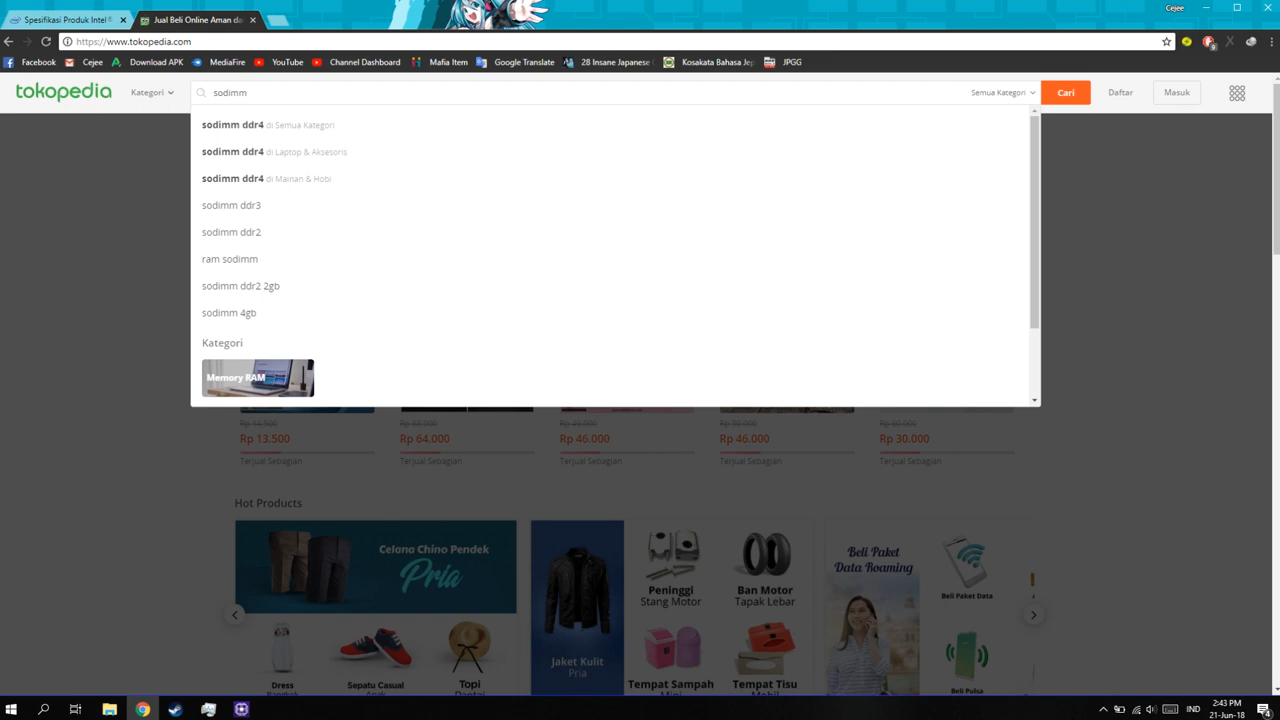 Spesifikasi Produk Intel®
Jual Beli Online Aman da
Cejee
https://www.tokopedia.com
Facebook
Cejee
Download APK
MediaFire
YouTube
Channel Dashboard
Mafia Item
Google Translate
28 Insane Japanese
Kosakata Bahasa Jep
JPGG
tokopedia
Kategori
sodimm
Semua Kategori
Cari
Daftar
Masuk
sodimm ddr4 di Semua Kategori
sodimm ddr4 di Laptop & Aksesoris
sodimm ddr4 di Mainan & Hobi
sodimm ddr3
sodimm ddr2
ram sodimm
sodimm ddr2 2gb
sodimm 4gb
Kategori
Memory RAM
Rp 13.500
Rp 64.000
Rp 46.000
Rp 46.000
Rp 30.000
Terjual Sebagian
Terjual Sebagian
Terjual Sebagian
Terjual Sebagian
Terjual Sebagian
Hot Products
Celana Chino Pendek
Pria
Dress
Bangkok
Sepatu Casual
Anak
Topi
Pantai
Jaket Kulit
Pria
Peninggi
Stang Motor
Ban Motor
Tapak Lebar
Tempat Sampah
Mini
Tempat Tisu
Mobil
Beli Paket
Data Roaming
Beli Paket Data
Beli Pulsa
IND
2:43 PM
21-Jun-18